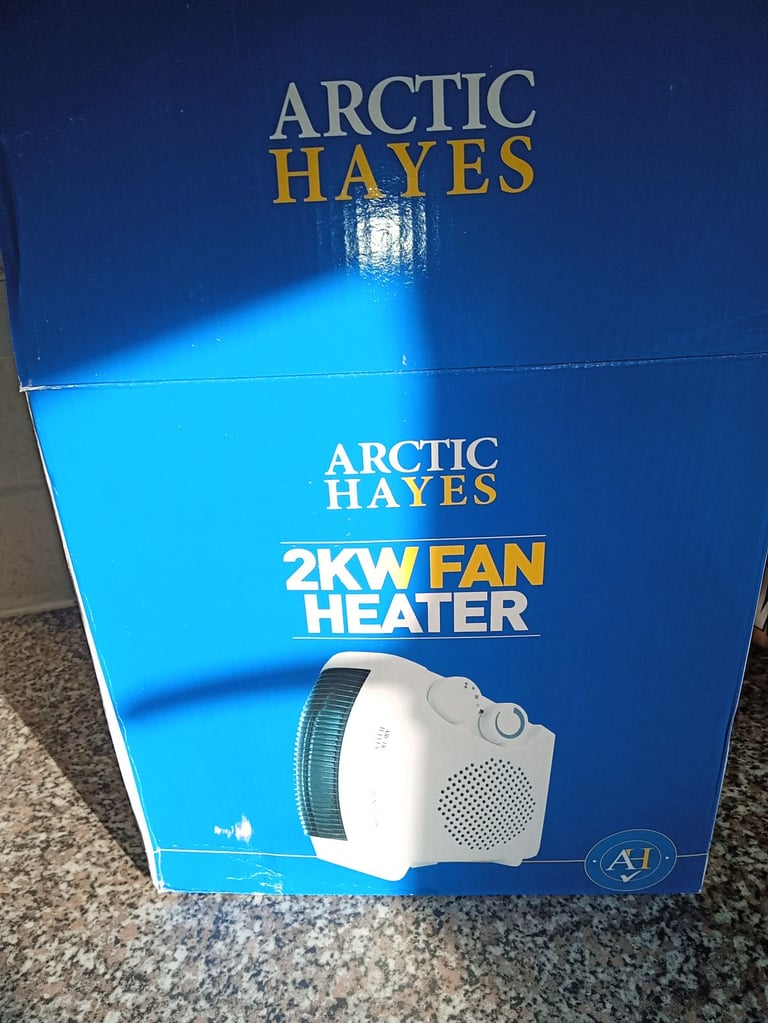 ARCTIC
HAYES
ARCTIC
HAYES
2KW FAN
HEATER
AH